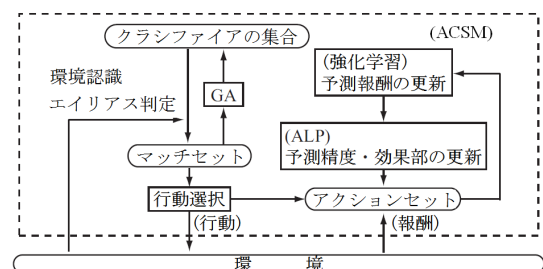 クラシファイアの集合
(ACSM)
(強化学習)
予測報酬の更新
環境認識
エイリアス判定
GA
(ALP)
予測精度・効果部の更新
マッチセット
行動選択
アクションセット
(行動)
(報酬)
環 境